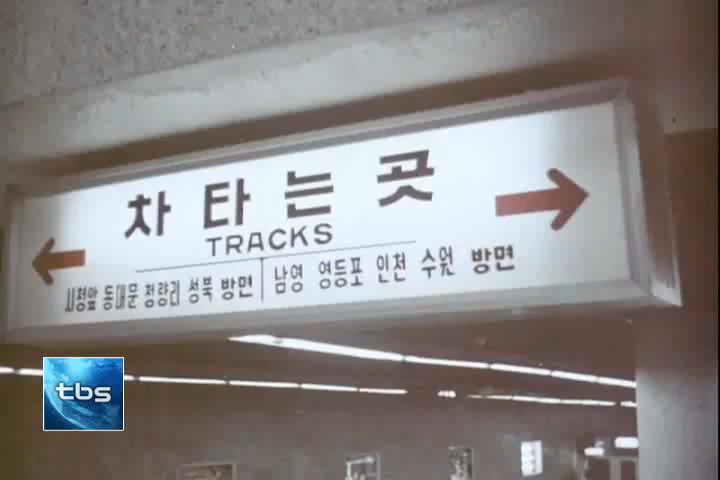 차 타 는 곳
TRACKS
시청앞 동대문 청량리 성북 방면
남영 영등포 인천 수원 방면
tbs